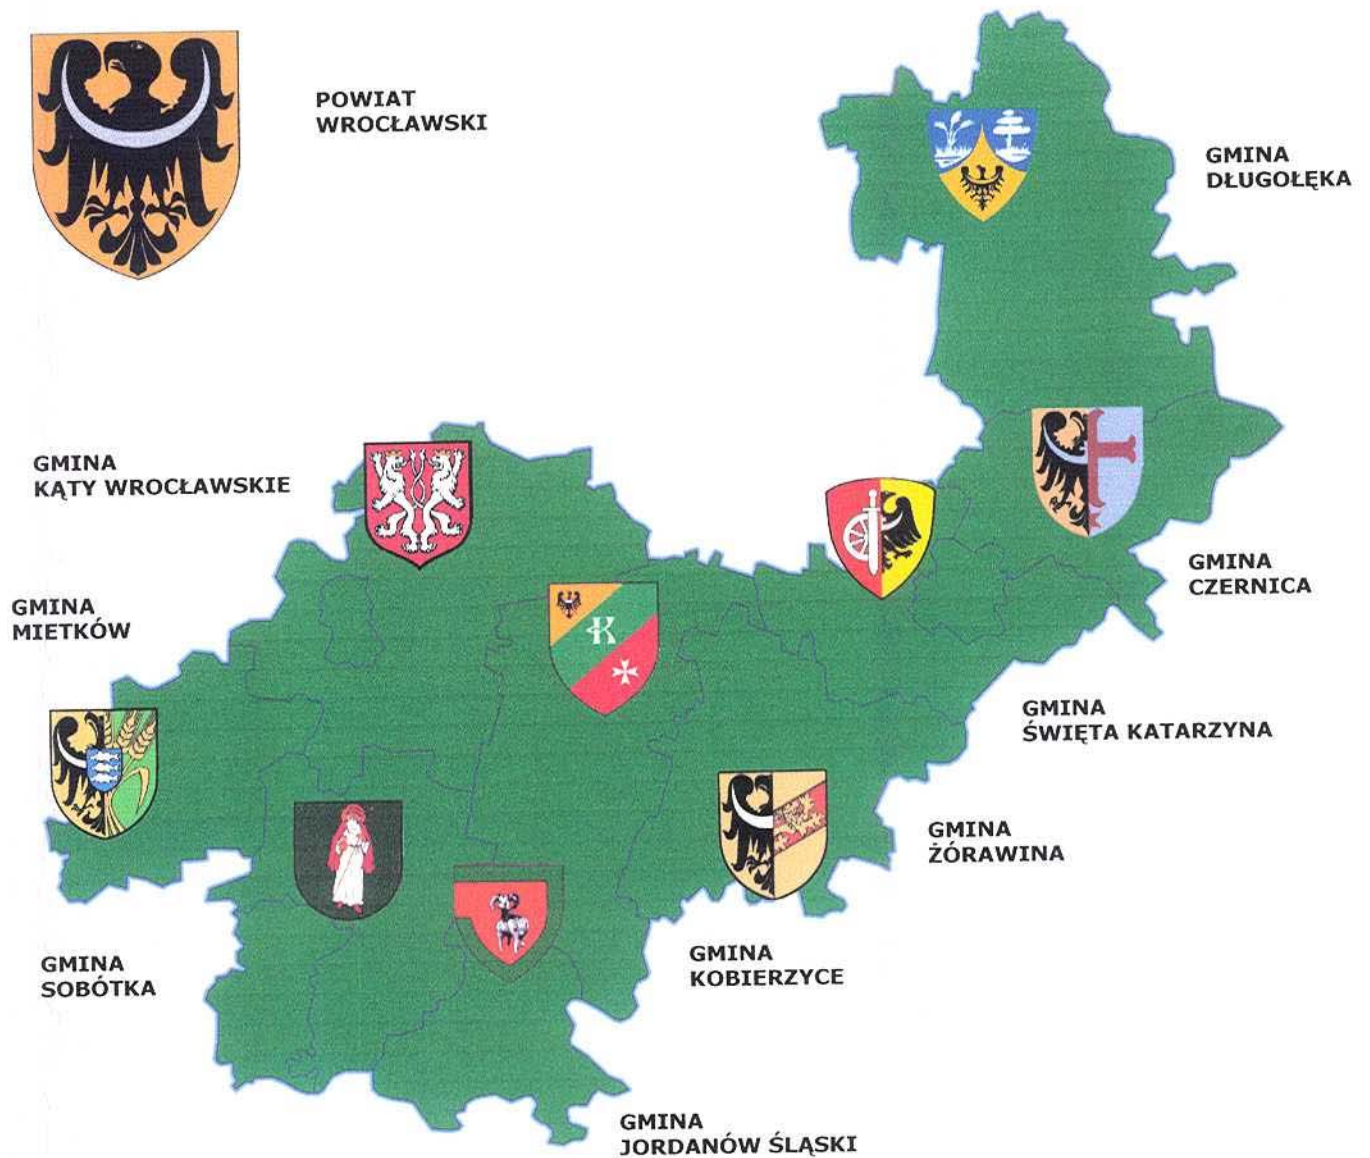 POWIAT
WROCŁAWSKI
GMINA
DŁUGOŁĘKA
GMINA
KĄTY WROCŁAWSKIE
GMINA
CZERNICA
GMINA
MIETKÓW
K
GMINA
ŚWIĘTA KATARZYNA
GMINA
ŻÓRAWINA
GMINA
SOBÓTKA
GMINA
KOBIERZYCE
GMINA
JORDANÓW ŚLĄSKI